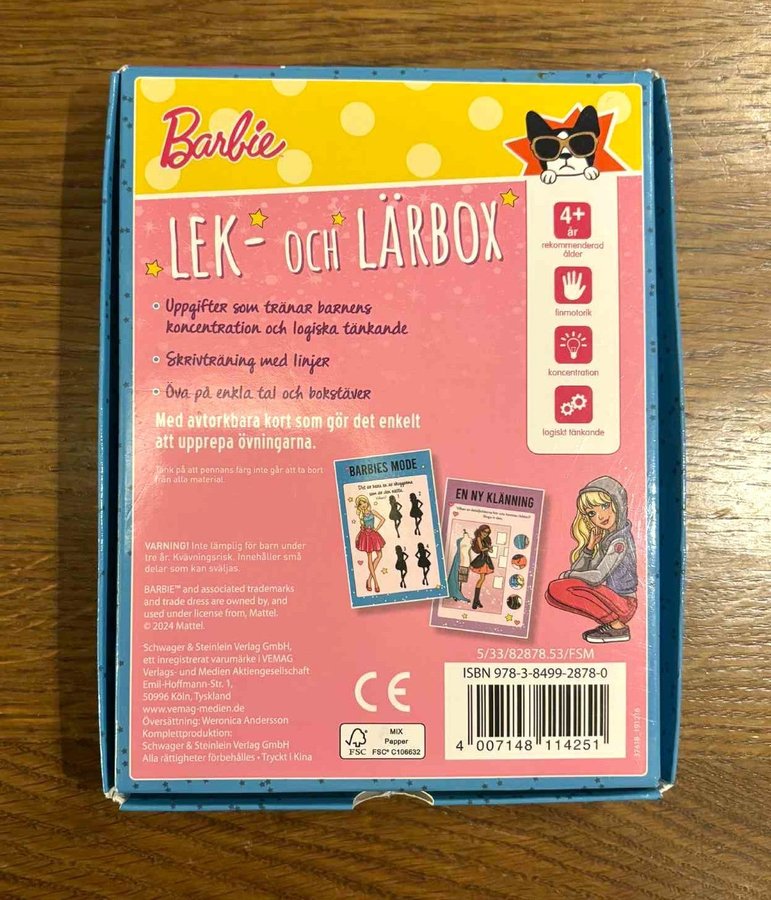 Barbie
LEK- OCH LÄRBOX
4+
år
rekommenderad
ålder
finmotorik
koncentration
logiskt tänkande
• Uppgifter som tränar barnens
koncentration och logiska tänkande
• Skrivträning med linjer
• Öva på enkla tal och bokstäver
Med avtorkbara kort som gör det enkelt
att upprepa övningarna.
Tänk på att pennans färg inte går att ta bort
från alla material.
BARBIES MODE
EN NY KLÄNNING
VARNING! Inte lämplig för barn under
tre år. Kvävningsrisk. Innehåller små
delar som kan sväljas.
BARBIE™ and associated trademarks
and trade dress are owned by, and
used under license from, Mattel.
© 2024 Mattel.
Schwager & Steinlein Verlag GmbH,
ett inregistrerat varumärke i VEMAG
Verlags- und Medien Aktiengesellschaft
Emil-Hoffmann-Str. 1,
50996 Köln, Tyskland
www.vemag-medien.de
Översättning: Weronica Andersson
Komplettproduktion:
Schwager & Steinlein Verlag GmbH
Alla rättigheter förbehålles • Tryckt i Kina
CE
FSC
MIX
Papper
FSC® C106632
5/33/82878.53/FSM
ISBN 978-3-8499-2878-0
4 007148 114251